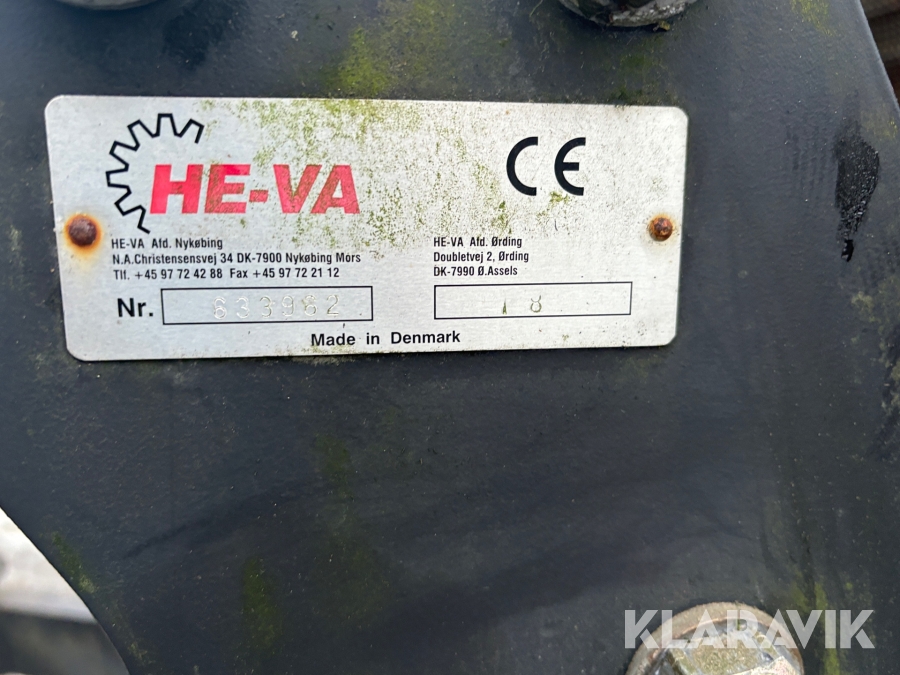 HE-VA
CE
HE-VA Afd. Nykøbing
N.A.Christensensvej 34 DK-7900 Nykøbing Mors
Tlf. +45 97 72 42 88 Fax +45 97 72 21 12
HE-VA Afd. Ørding
Doubletvej 2, Ørding
DK-7990 Ø.Assels
Nr. 633962
18
Made in Denmark
KLARAVIK